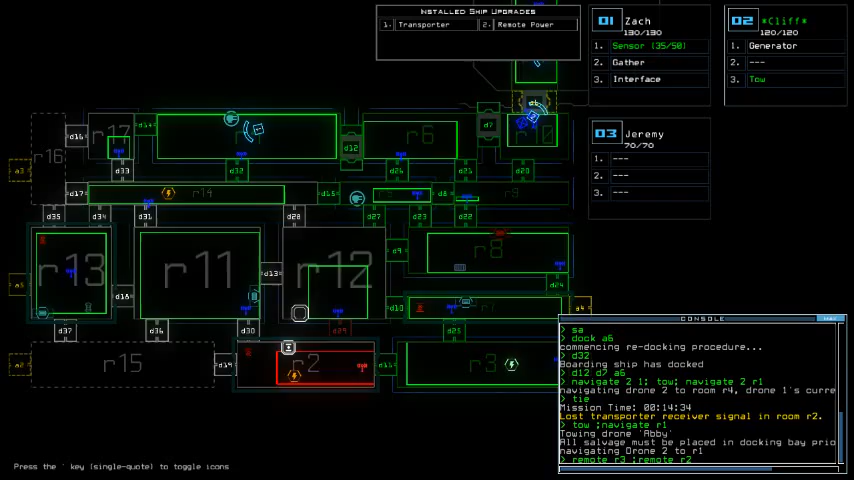 Installed Ship Upgrades
1. Transporter 2. Remote Power
01 Zach
130/130
1. Sensor (35/50)
2. Gather
3. Interface
02 *Cliff*
120/120
1. Generator
2. ---
3. Tow
03 Jeremy
70/70
1. ---
2. ---
3. ---
d7
r17 d14 r6 r10
d16 d12
r16
a3 d33 d32 d26 d21 d20
d17 r14 d15 d8 r9
d35 d34 d31 d28 d27 d23 d22
r13 r11 r12 d9 r8
d13
a5 d18 d24
d10 a4
d37 d36 d30 d29 d25
a2 r15 d19 r2 d11 r3
Console
> sa
> dock a6
commencing re-docking procedure...
> d32
Boarding ship has docked
> d12 d7 a6
> navigate 2 1; tow; navigate 2 r1
navigating drone 2 to room r4, drone 1's curre
> tie
Mission Time: 00:14:34
Lost transporter receiver signal in room r2.
> tow ;navigate r1
Towing drone 'Abby'
All salvage must be placed in docking bay prio
navigating Drone 2 to r1
> remote r3 ;remote r2
Press the ' key (single-quote) to toggle icons